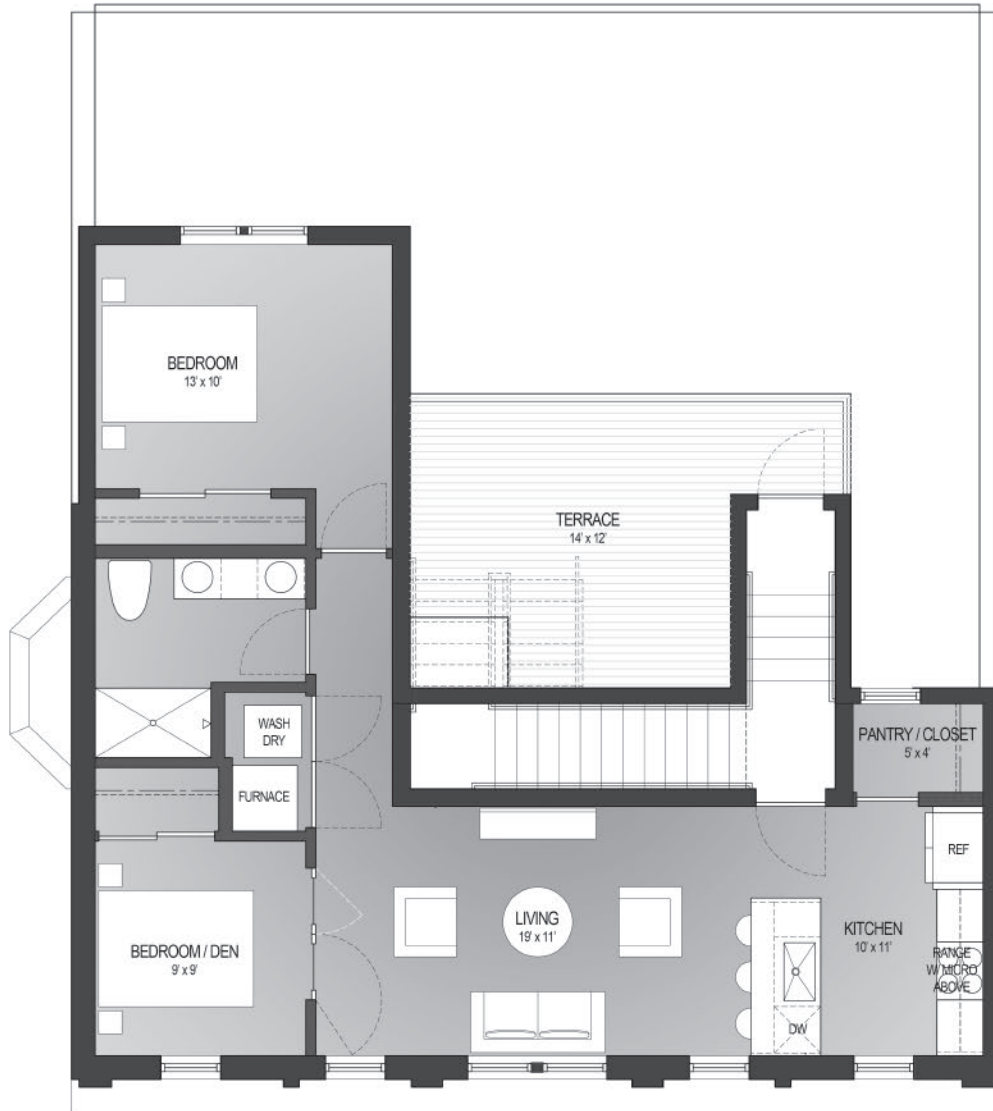 BEDROOM
13' x 10'
TERRACE
14' x 12'
WASH
DRY
FURNACE
PANTRY / CLOSET
5' x 4'
REF
LIVING
19' x 11'
KITCHEN
10' x 11'
BEDROOM / DEN
9' x 9'
RANGE
W/ MICRO
ABOVE
DW